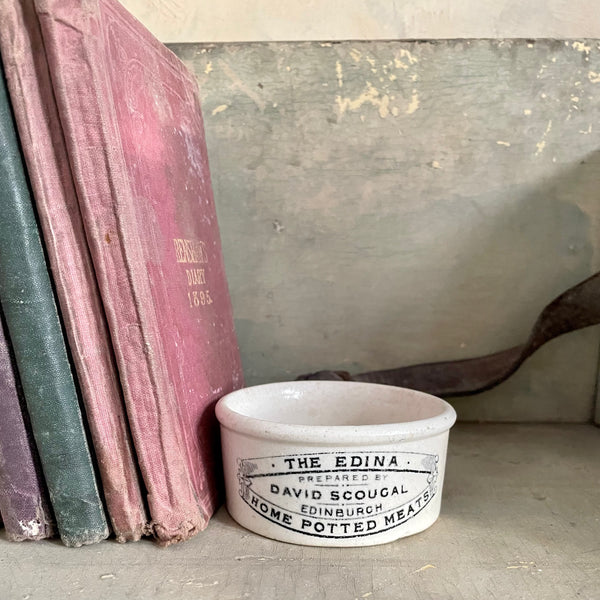 DIARY
1895.
· THE EDINA ·
PREPARED BY
DAVID SCOUGAL
EDINBURGH
HOME POTTED MEATS